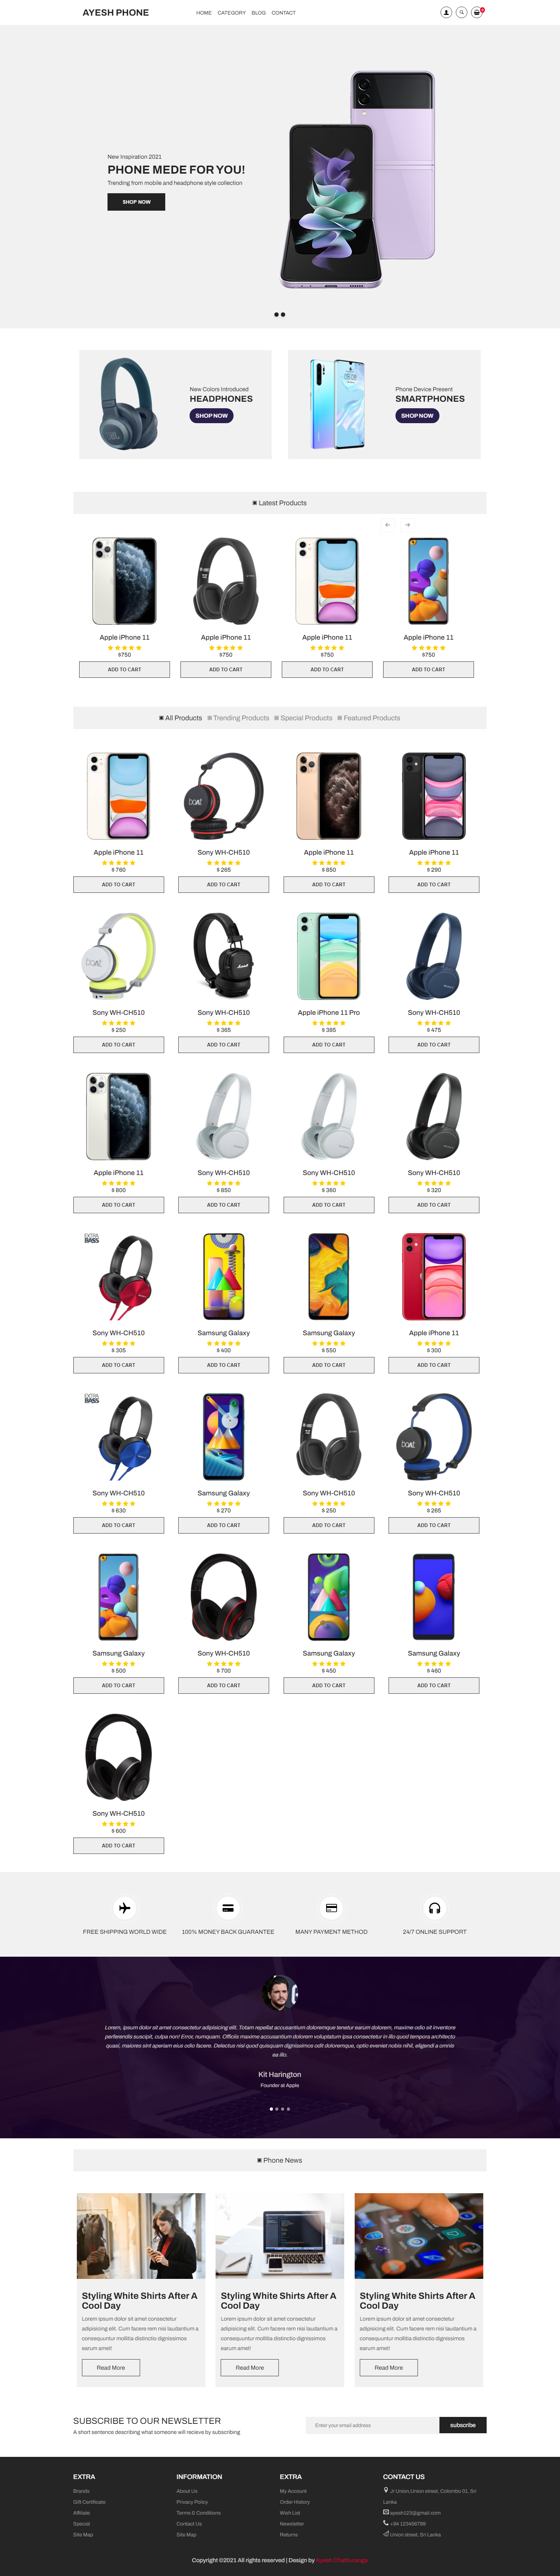 AYESH PHONE
HOME CATEGORY BLOG CONTACT
New Inspiration 2021
PHONE MEDE FOR YOU!
Trending from mobile and headphone style collection
SHOP NOW
New Colors Introduced
HEADPHONES
SHOP NOW
Phone Device Present
SMARTPHONES
SHOP NOW
Latest Products
Apple iPhone 11 Apple iPhone 11 Apple iPhone 11 Apple iPhone 11
$750 $750 $750 $750
ADD TO CART ADD TO CART ADD TO CART ADD TO CART
All Products Trending Products Special Products Featured Products
Apple iPhone 11 Sony WH-CH510 Apple iPhone 11 Apple iPhone 11
$ 760 $ 265 $ 850 $ 290
ADD TO CART ADD TO CART ADD TO CART ADD TO CART
Sony WH-CH510 Sony WH-CH510 Apple iPhone 11 Pro Sony WH-CH510
$ 250 $ 365 $ 385 $ 475
ADD TO CART ADD TO CART ADD TO CART ADD TO CART
Apple iPhone 11 Sony WH-CH510 Sony WH-CH510 Sony WH-CH510
$ 800 $ 850 $ 360 $ 320
ADD TO CART ADD TO CART ADD TO CART ADD TO CART
EXTRA
BASS
Sony WH-CH510 Samsung Galaxy Samsung Galaxy Apple iPhone 11
$ 305 $ 400 $ 550 $ 300
ADD TO CART ADD TO CART ADD TO CART ADD TO CART
EXTRA
BASS
Sony WH-CH510 Samsung Galaxy Sony WH-CH510 Sony WH-CH510
$ 630 $ 270 $ 250 $ 265
ADD TO CART ADD TO CART ADD TO CART ADD TO CART
Samsung Galaxy Sony WH-CH510 Samsung Galaxy Samsung Galaxy
$ 500 $ 700 $ 450 $ 460
ADD TO CART ADD TO CART ADD TO CART ADD TO CART
Sony WH-CH510
$ 600
ADD TO CART
FREE SHIPPING WORLD WIDE 100% MONEY BACK GUARANTEE MANY PAYMENT METHOD 24/7 ONLINE SUPPORT
Lorem, ipsum dolor sit amet consectetur adipisicing elit. Totam repellat accusantium doloremque tenetur earum dolorem, maxime odio sit inventore
perferendis suscipit, culpa non! Error, numquam. Officiis maxime accusantium dolorem voluptatum ipsa consectetur in illo quod tempora architecto
quasi, maiores sint aperiam eius odio facere. Delectus nisi quod quisquam dignissimos odit doloremque, optio eveniet nobis nihil, eligendi a omnis
ea illo.
Kit Harington
Founder at Apple
Phone News
Styling White Shirts After A
Cool Day
Lorem ipsum dolor sit amet consectetur
adipisicing elit. Cum facere rem nisi laudantium a
consequuntur mollitia distinctio dignissimos
earum amet!
Read More
Styling White Shirts After A
Cool Day
Lorem ipsum dolor sit amet consectetur
adipisicing elit. Cum facere rem nisi laudantium a
consequuntur mollitia distinctio dignissimos
earum amet!
Read More
Styling White Shirts After A
Cool Day
Lorem ipsum dolor sit amet consectetur
adipisicing elit. Cum facere rem nisi laudantium a
consequuntur mollitia distinctio dignissimos
earum amet!
Read More
SUBSCRIBE TO OUR NEWSLETTER
A short sentence describing what someone will recieve by subscribing
Enter your email address
subscribe
EXTRA
Brands
Gift Certificate
Affiliate
Special
Site Map
INFORMATION
About Us
Privacy Policy
Terms & Conditions
Contact Us
Site Map
EXTRA
My Account
Order History
Wish List
Newsletter
Returns
CONTACT US
Jr Union,Union street, Colombo 01, Sri
Lanka
ayesh123@gmail.com
+94 123456789
Union street, Sri Lanka
Copyright ©2021 All rights reserved | Design by Ayesh Chathuranga